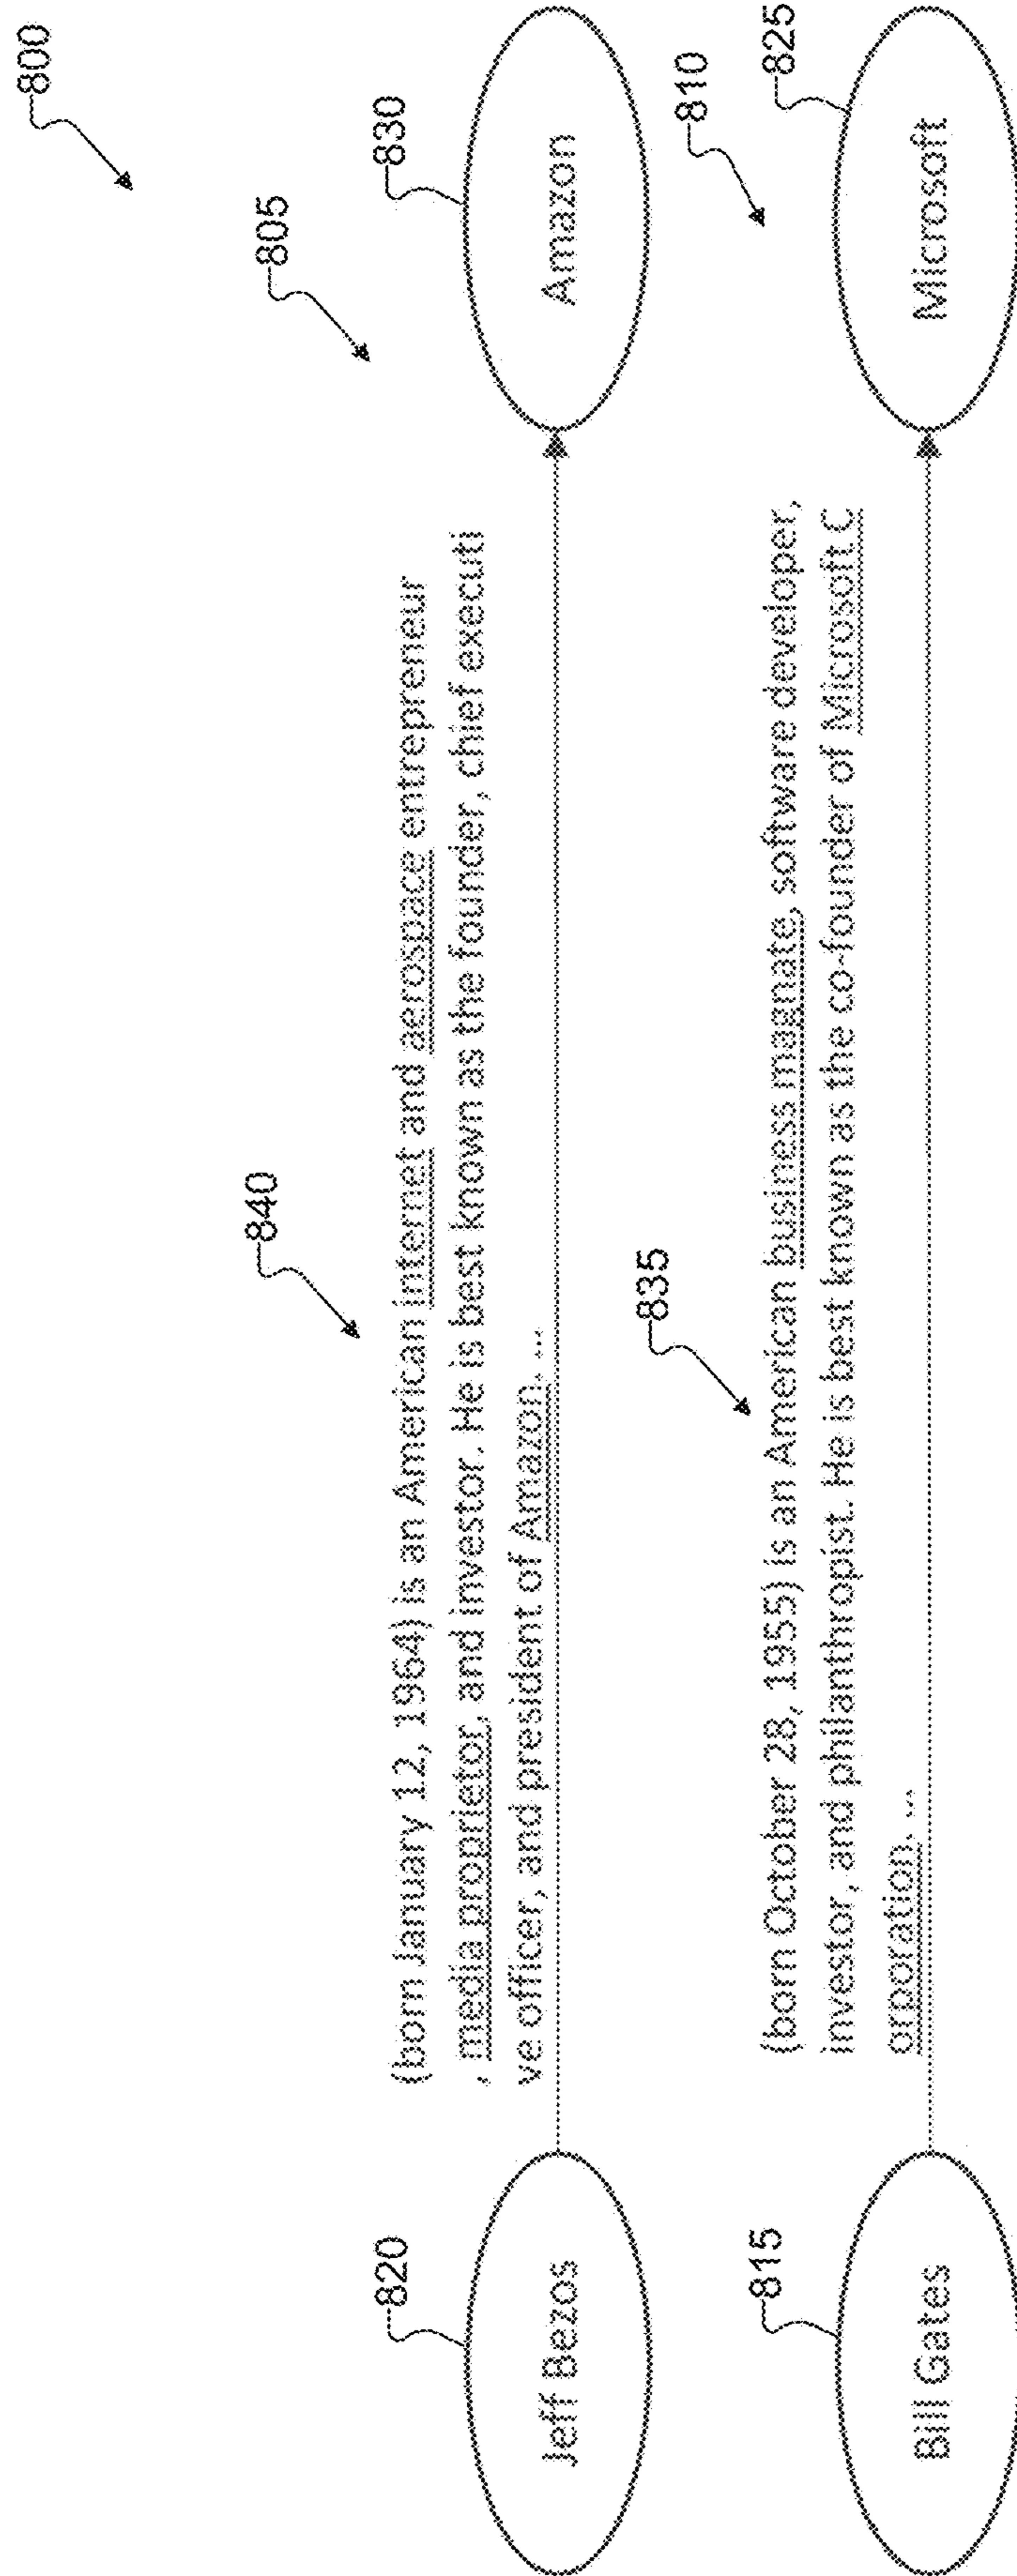 800
805
840
(born January 12, 1964) is an American internet and aerospace entrepreneur
, media proprietor, and investor. He is best known as the founder, chief executi
ve officer, and president of Amazon. ...
820
Jeff Bezos
830
Amazon
810
835
(born October 28, 1955) is an American business magnate, software developer,
investor, and philanthropist. He is best known as the co-founder of Microsoft C
orporation. ...
815
Bill Gates
825
Microsoft